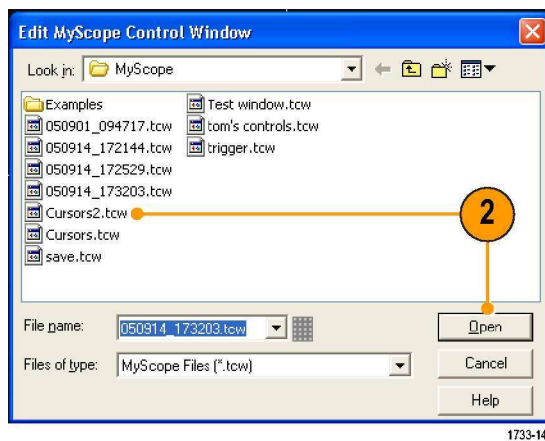 Edit MyScope Control Window
Look in: MyScope
Examples
050901_094717.tcw
050914_172144.tcw
050914_172529.tcw
050914_173203.tcw
Cursors2.tcw
Cursors.tcw
save.tcw
Test window.tcw
tom's controls.tcw
trigger.tcw
2
File name: 050914_173203.tcw
Open
Files of type: MyScope Files (*.tcw)
Cancel
Help
1733-14